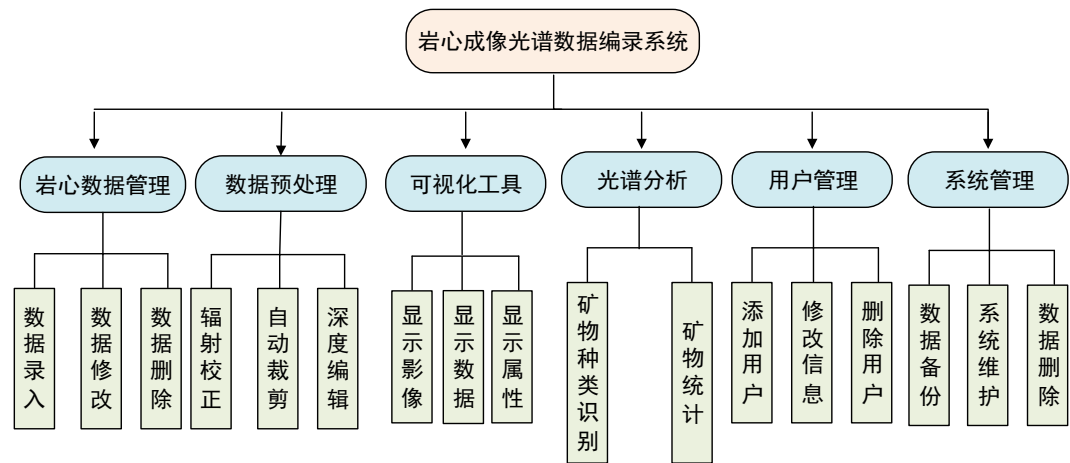 岩心成像光谱数据编录系统
岩心数据管理
数据预处理
可视化工具
光谱分析
用户管理
系统管理
数据录入
数据修改
数据删除
辐射校正
自动裁剪
深度编辑
显示影像
显示数据
显示属性
矿物种类识别
矿物统计
添加用户
修改信息
删除用户
数据备份
系统维护
数据删除